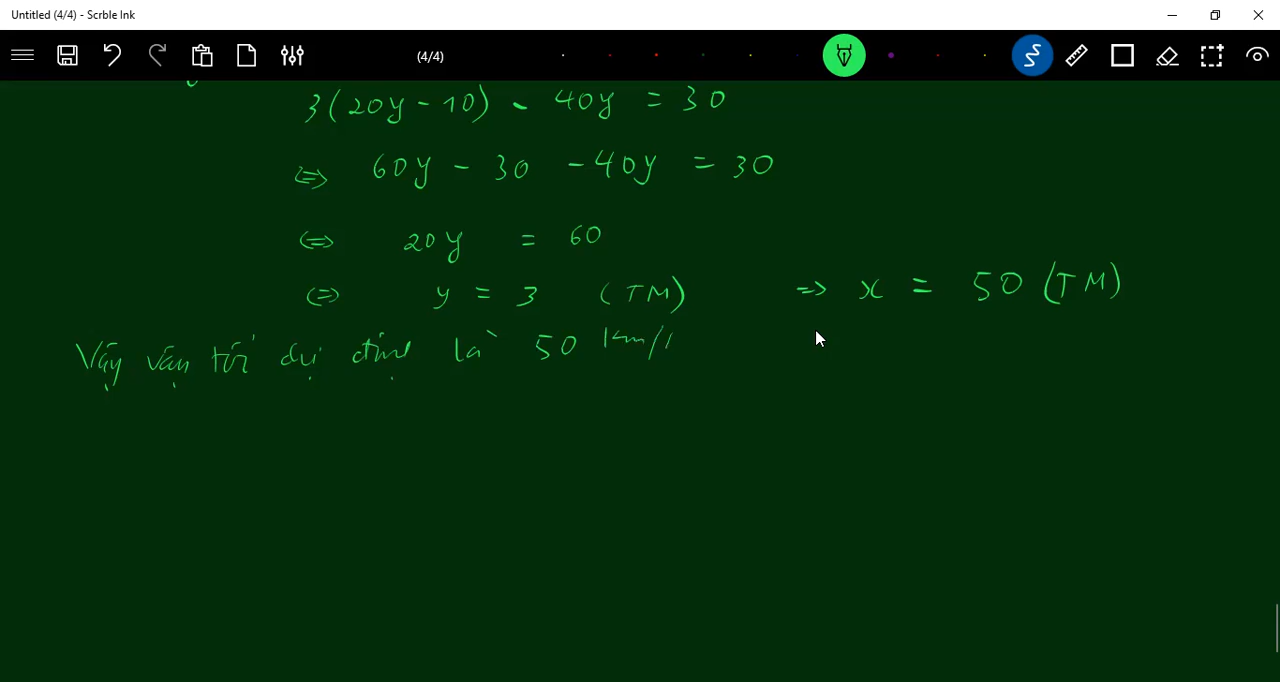 Untitled (4/4) - Scrble Ink
(4/4)
3(20y - 10) - 40y = 30
⇔ 60y - 30 - 40y = 30
⇔ 20y = 60
⇔ y = 3 (TM) => x = 50 (TM)
Vậy vận tốc dự định là 50 km/